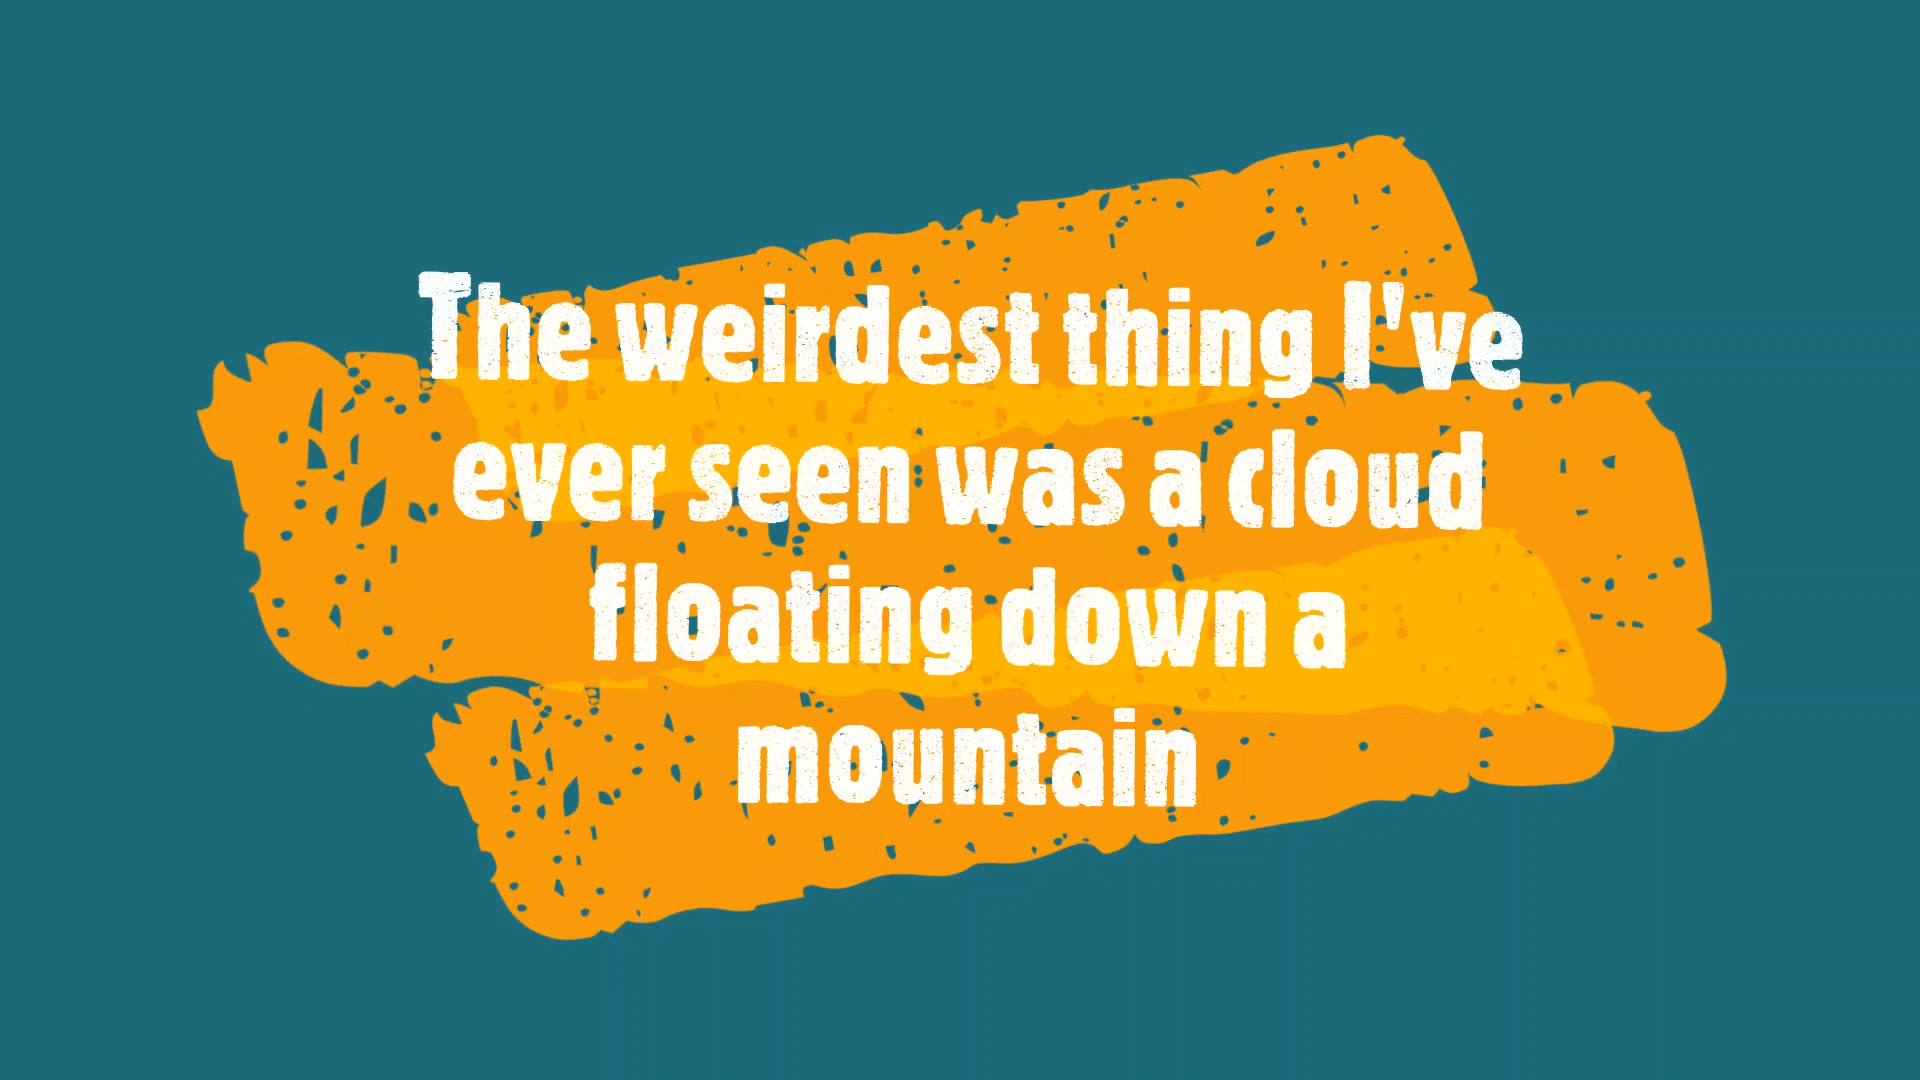 The weirdest thing I've
ever seen was a cloud
floating down a
mountain